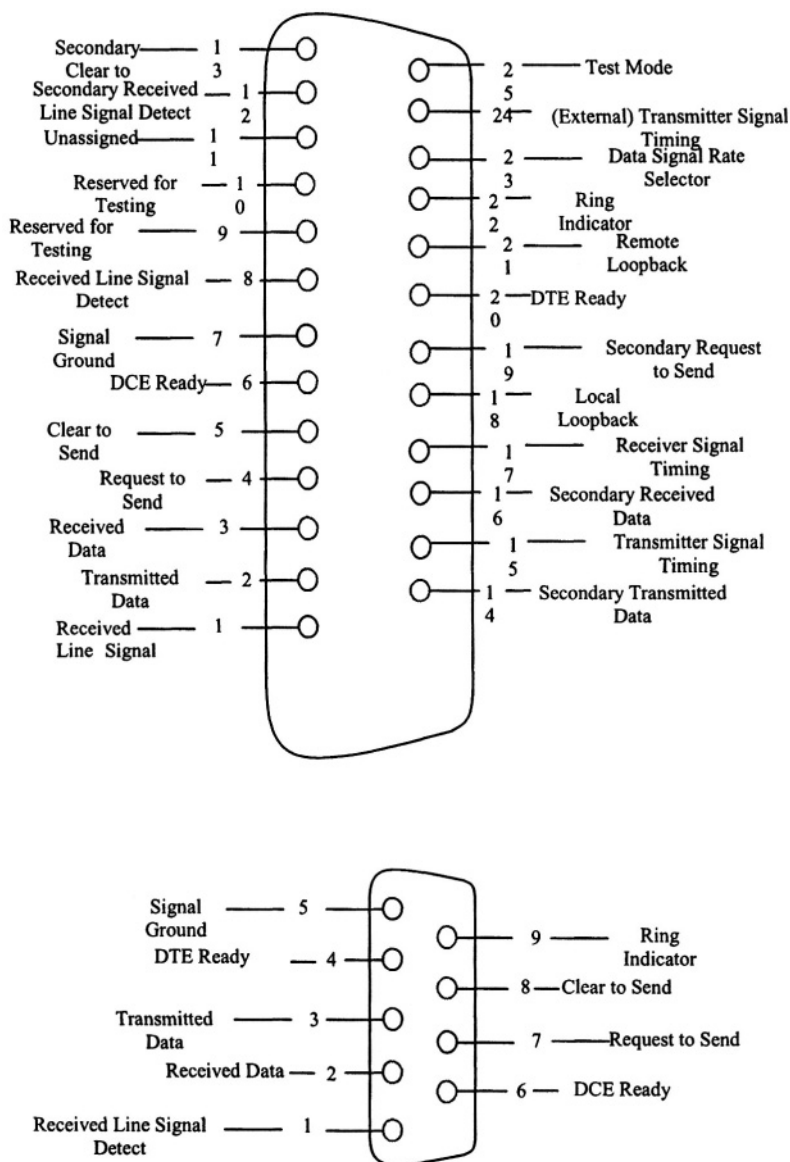 Secondary 1
Clear to 3
Secondary Received 1
Line Signal Detect 2
Unassigned 1
1
Reserved for 1
Testing 0
Reserved for 9
Testing
Received Line Signal 8
Detect
Signal 7
Ground
DCE Ready 6
Clear to 5
Send
Request to 4
Send
Received 3
Data
Transmitted 2
Data
Received 1
Line Signal
2 Test Mode
5
24 (External) Transmitter Signal
Timing
2 Data Signal Rate
3 Selector
2 Ring
2 Indicator
2 Remote
1 Loopback
2 DTE Ready
0
1 Secondary Request
9 to Send
1 Local
8 Loopback
1 Receiver Signal
7 Timing
1 Secondary Received
6 Data
1 Transmitter Signal
5 Timing
1 Secondary Transmitted
4 Data
Signal 5
Ground
DTE Ready 4
Transmitted 3
Data
Received Data 2
Received Line Signal 1
Detect
9 Ring
Indicator
8 Clear to Send
7 Request to Send
6 DCE Ready